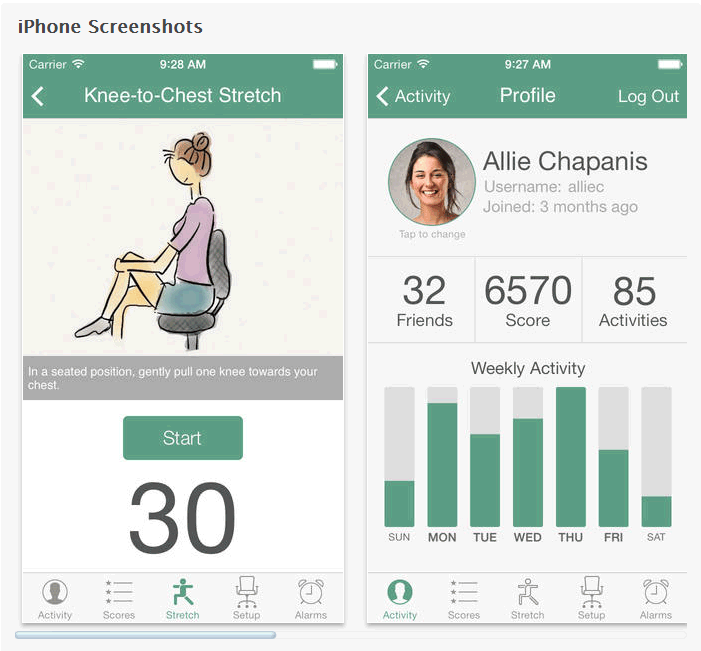 iPhone Screenshots
Carrier 9:28 AM
Knee-to-Chest Stretch
In a seated position, gently pull one knee towards your
chest.
Start
30
Activity Scores Stretch Setup Alarms
Carrier 9:27 AM
Activity Profile Log Out
Allie Chapanis
Username: alliec
Joined: 3 months ago
Tap to change
32 6570 85
Friends Score Activities
Weekly Activity
SUN MON TUE WED THU FRI SAT
Activity Scores Stretch Setup Alarms